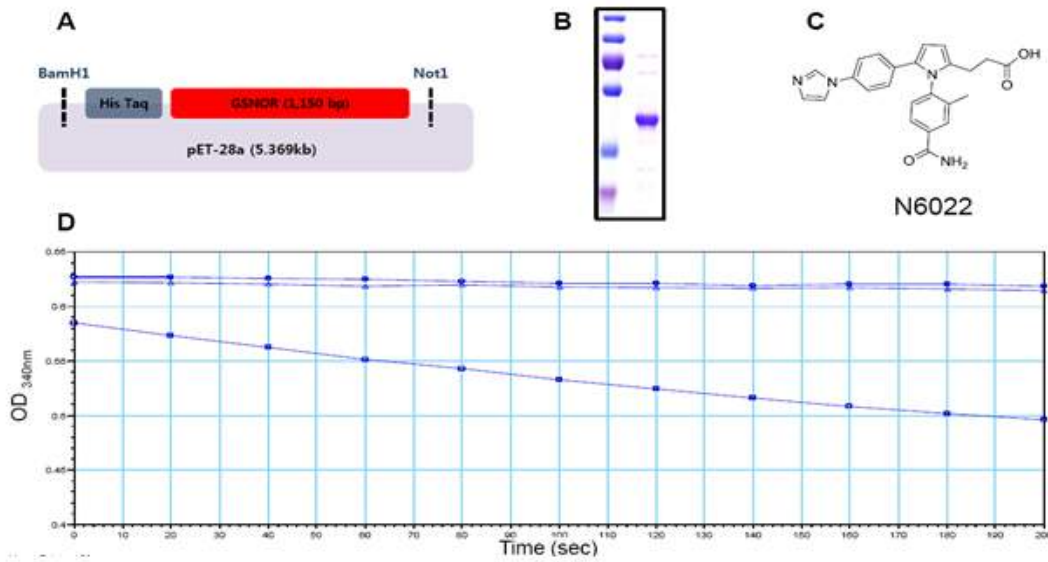 A
BamH1
Not1
His Taq
GSNOR (1,150 bp)
pET-28a (5.369kb)
B
C
N
N
N
OH
O
O
NH2
N6022
D
0.65
0.6
0.55
0.5
0.45
0.4
OD 340nm
0 10 20 30 40 50 60 70 80 90 100 110 120 130 140 150 160 170 180 190 200
Time (sec)